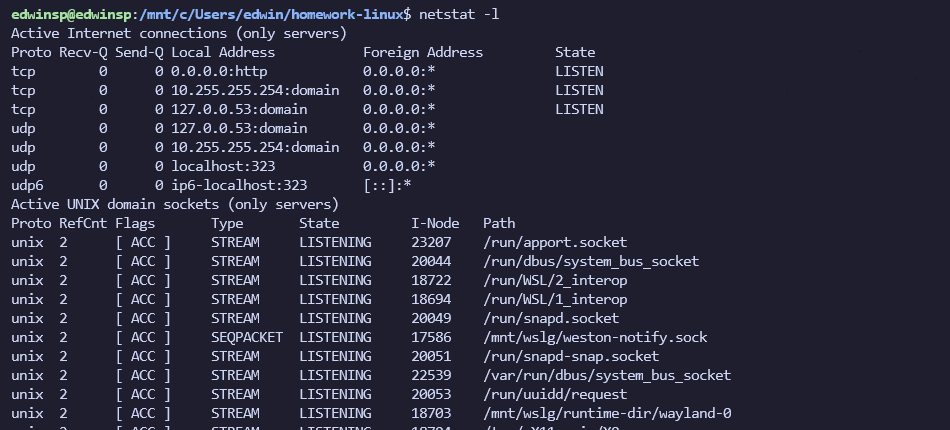 edwinsp@edwinsp:/mnt/c/Users/edwin/homework-linux$ netstat -l
Active Internet connections (only servers)
Proto Recv-Q Send-Q Local Address           Foreign Address         State
tcp        0      0 0.0.0.0:http            0.0.0.0:*               LISTEN
tcp        0      0 10.255.255.254:domain   0.0.0.0:*               LISTEN
tcp        0      0 127.0.0.53:domain       0.0.0.0:*               LISTEN
udp        0      0 127.0.0.53:domain       0.0.0.0:*
udp        0      0 10.255.255.254:domain   0.0.0.0:*
udp        0      0 localhost:323           0.0.0.0:*
udp6       0      0 ip6-localhost:323       [::]:*
Active UNIX domain sockets (only servers)
Proto RefCnt Flags       Type       State         I-Node   Path
unix  2      [ ACC ]     STREAM     LISTENING     23207    /run/apport.socket
unix  2      [ ACC ]     STREAM     LISTENING     20044    /run/dbus/system_bus_socket
unix  2      [ ACC ]     STREAM     LISTENING     18722    /run/WSL/2_interop
unix  2      [ ACC ]     STREAM     LISTENING     18694    /run/WSL/1_interop
unix  2      [ ACC ]     STREAM     LISTENING     20049    /run/snapd.socket
unix  2      [ ACC ]     SEQPACKET  LISTENING     17586    /mnt/wslg/weston-notify.sock
unix  2      [ ACC ]     STREAM     LISTENING     20051    /run/snapd-snap.socket
unix  2      [ ACC ]     STREAM     LISTENING     22539    /var/run/dbus/system_bus_socket
unix  2      [ ACC ]     STREAM     LISTENING     20053    /run/uuidd/request
unix  2      [ ACC ]     STREAM     LISTENING     18703    /mnt/wslg/runtime-dir/wayland-0